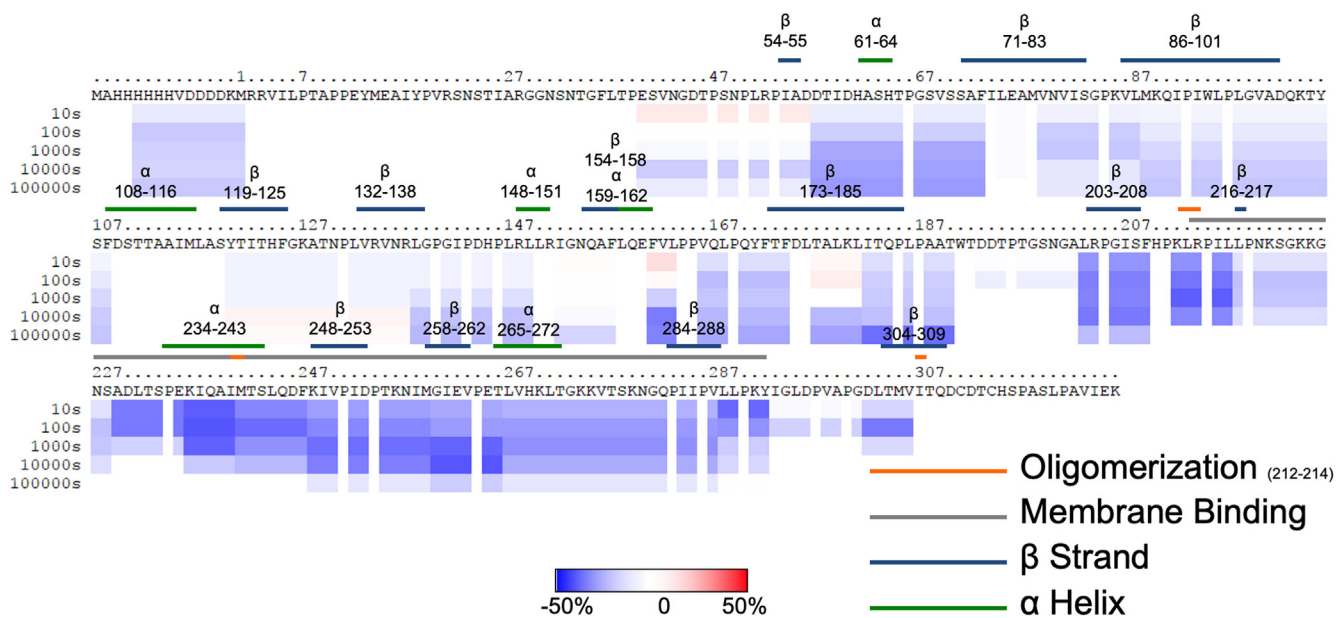 β α β β
54-55 61-64 71-83 86-101
..............1.....7...................27..................47..................67..................87..................
MAHHHHHHVDDDDKMRRVILPTAPPEYMEAIYPVRSNSTIARGGNSNTGFLTPESVNGDTPSNPLRPIADDTIDHASHTPGSVSSAFILEAMVNVISGPKVLMKQIPIWLPLGVADQKTY
10s
100s
1000s
10000s
100000s
α β β α β α β β β
108-116 119-125 132-138 148-151 154-158 159-162 173-185 203-208 216-217
107.................127.................147.................167.................187.................207.................
SFDSTTAAIMLASYTITHFGKATNPLVRVNRLGPGIPDHPLRLLRIGNQAFLQEFVLPPVQLPQYFTFDLTALKLITQPLPAATWTDDTPTGSNGALRPGISFHPKLRPILLPNKSGKKG
10s
100s
1000s
10000s
100000s
α β β α β β
234-243 248-253 258-262 265-272 284-288 304-309
227.................247.................267.................287.................307.................
NSADLTSPEKIQAIMTSLQDFKIVPIDPTKNIMGIEVPETLVHKLTGKKVTSKNGQPIIPVLLPKYIGLDPVAPGDLTMVITQDCDTCHSPASLPAVIEK
10s
100s
1000s
10000s
100000s
Oligomerization (212-214)
Membrane Binding
β Strand
α Helix
-50% 0 50%